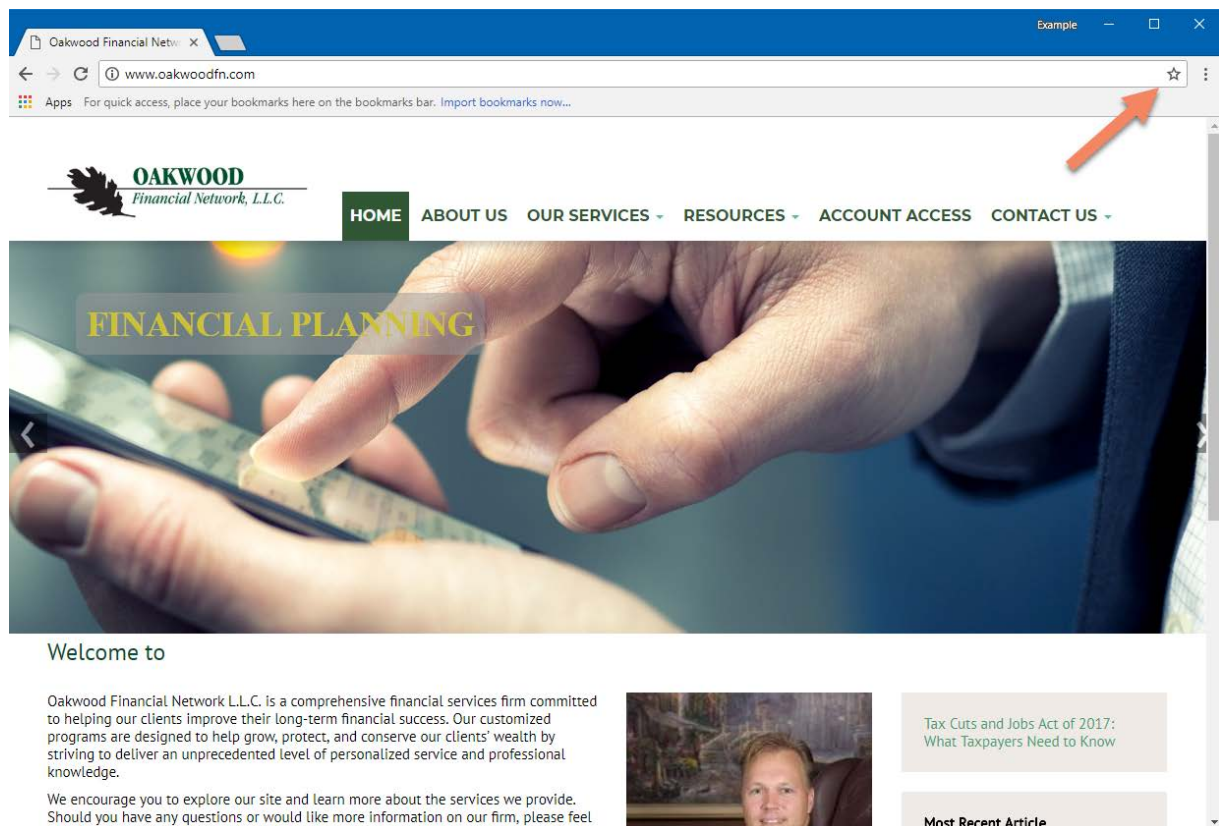 Example
Oakwood Financial Netw
www.oakwoodfn.com
Apps For quick access, place your bookmarks here on the bookmarks bar. Import bookmarks now...
OAKWOOD
Financial Network, L.L.C.
HOME ABOUT US OUR SERVICES RESOURCES ACCOUNT ACCESS CONTACT US
FINANCIAL PLANNING
Welcome to
Oakwood Financial Network L.L.C. is a comprehensive financial services firm committed
to helping our clients improve their long-term financial success. Our customized
programs are designed to help grow, protect, and conserve our clients' wealth by
striving to deliver an unprecedented level of personalized service and professional
knowledge.
We encourage you to explore our site and learn more about the services we provide.
Should you have any questions or would like more information on our firm, please feel
Tax Cuts and Jobs Act of 2017:
What Taxpayers Need to Know
Most Recent Article